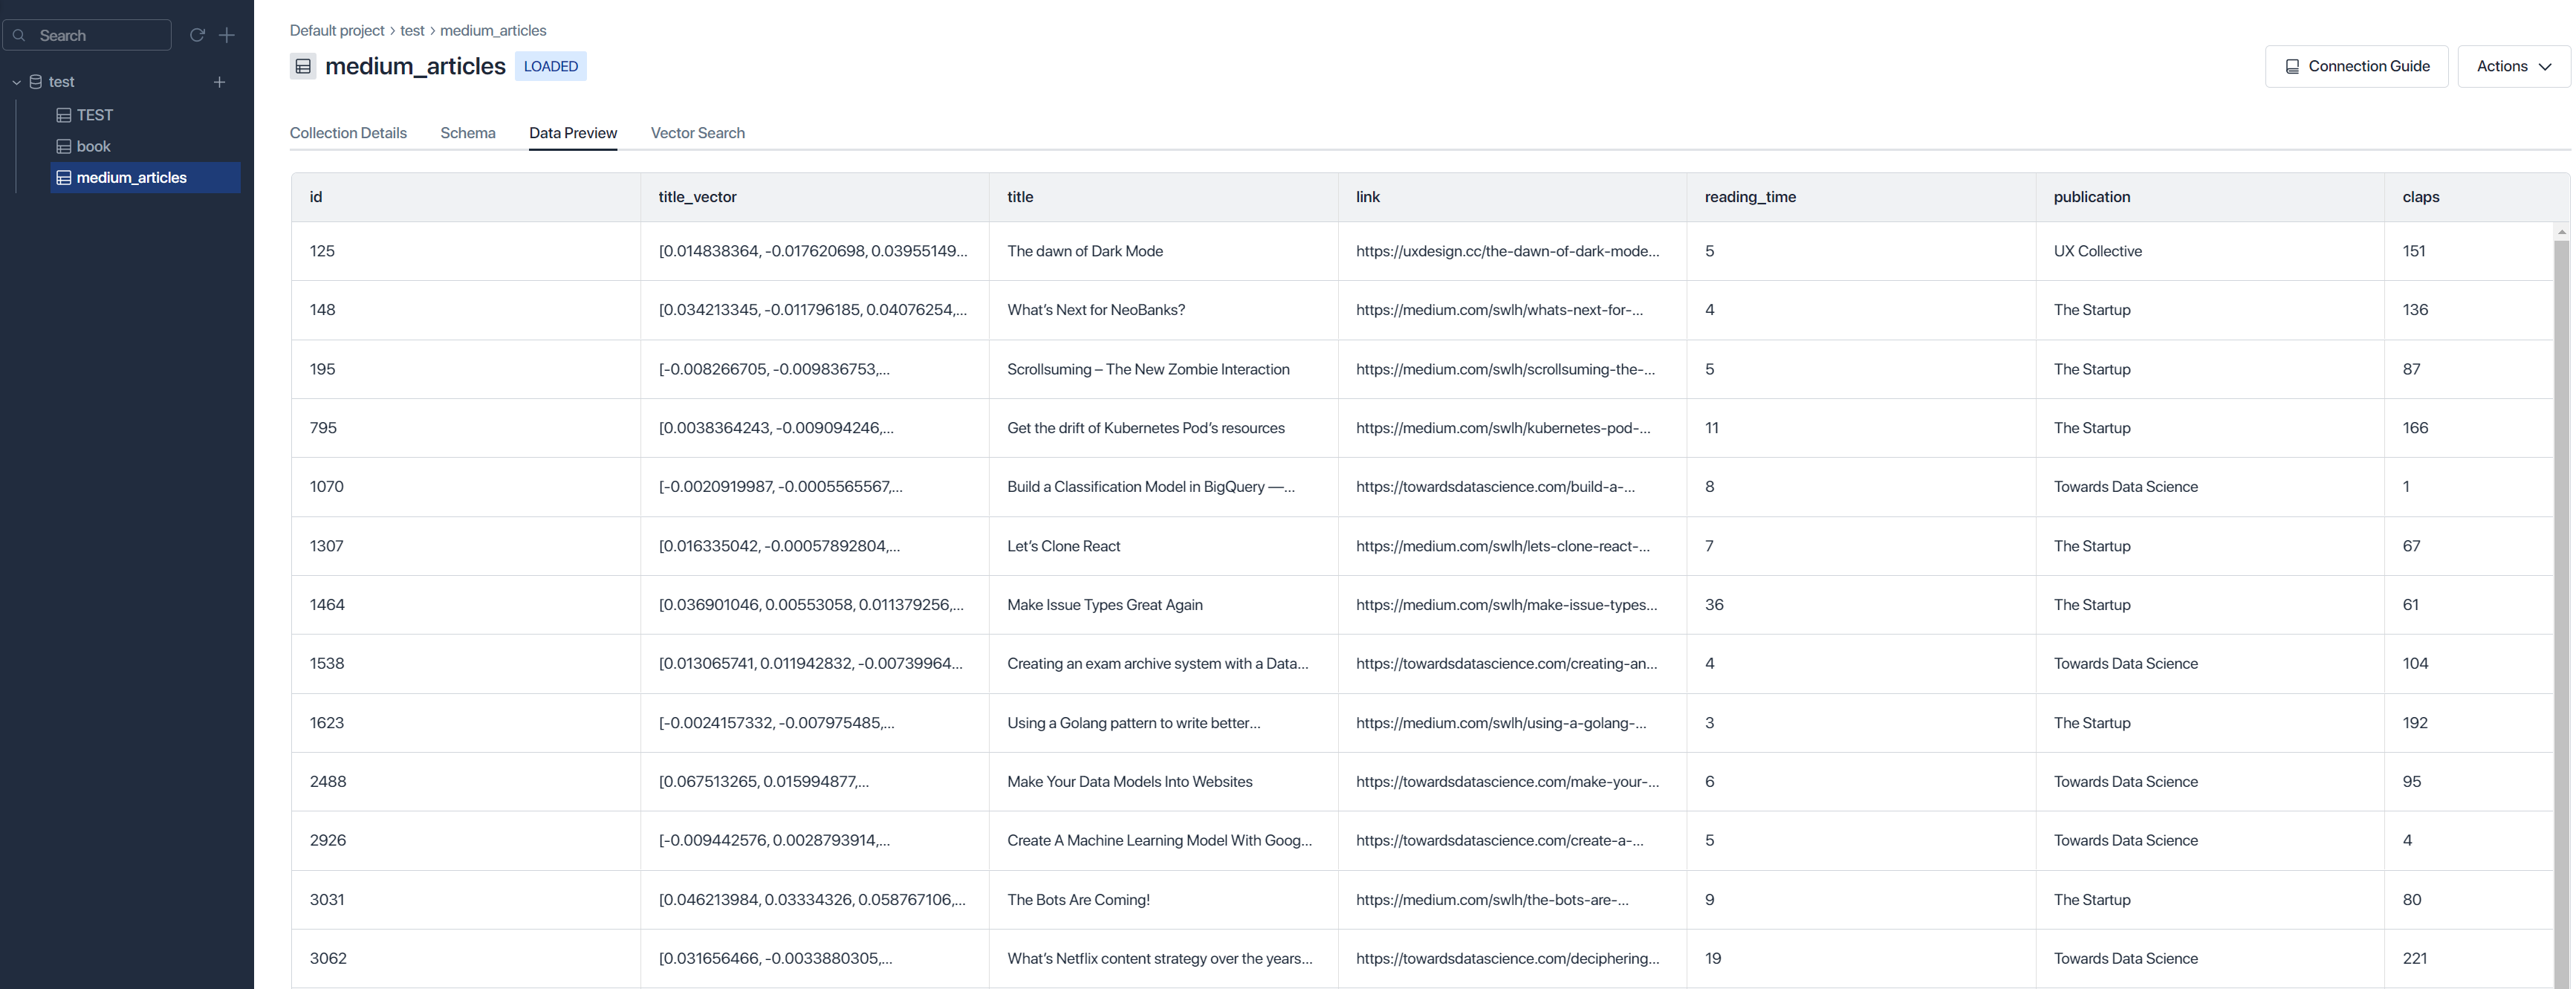 Search
test
TEST
book
medium_articles
Default project > test > medium_articles
medium_articles LOADED
Connection Guide
Actions
Collection Details Schema Data Preview Vector Search
id title_vector title link reading_time publication claps
125 [0.014838364, -0.017620698, 0.03955149... The dawn of Dark Mode https://uxdesign.cc/the-dawn-of-dark-mode... 5 UX Collective 151
148 [0.034213345, -0.011796185, 0.04076254,... What's Next for NeoBanks? https://medium.com/swlh/whats-next-for-... 4 The Startup 136
195 [-0.008266705, -0.009836753,... Scrollsuming – The New Zombie Interaction https://medium.com/swlh/scrollsuming-the-... 5 The Startup 87
795 [0.0038364243, -0.009094246,... Get the drift of Kubernetes Pod's resources https://medium.com/swlh/kubernetes-pod-... 11 The Startup 166
1070 [-0.0020919987, -0.0005565567,... Build a Classification Model in BigQuery —... https://towardsdatascience.com/build-a-... 8 Towards Data Science 1
1307 [0.016335042, -0.00057892804,... Let's Clone React https://medium.com/swlh/lets-clone-react-... 7 The Startup 67
1464 [0.036901046, 0.00553058, 0.011379256,... Make Issue Types Great Again https://medium.com/swlh/make-issue-types... 36 The Startup 61
1538 [0.013065741, 0.011942832, -0.00739964... Creating an exam archive system with a Data... https://towardsdatascience.com/creating-an... 4 Towards Data Science 104
1623 [-0.0024157332, -0.007975485,... Using a Golang pattern to write better... https://medium.com/swlh/using-a-golang-... 3 The Startup 192
2488 [0.067513265, 0.015994877,... Make Your Data Models Into Websites https://towardsdatascience.com/make-your-... 6 Towards Data Science 95
2926 [-0.009442576, 0.0028793914,... Create A Machine Learning Model With Goog... https://towardsdatascience.com/create-a-... 5 Towards Data Science 4
3031 [0.046213984, 0.03334326, 0.058767106,... The Bots Are Coming! https://medium.com/swlh/the-bots-are-... 9 The Startup 80
3062 [0.031656466, -0.0033880305,... What's Netflix content strategy over the years... https://towardsdatascience.com/deciphering... 19 Towards Data Science 221